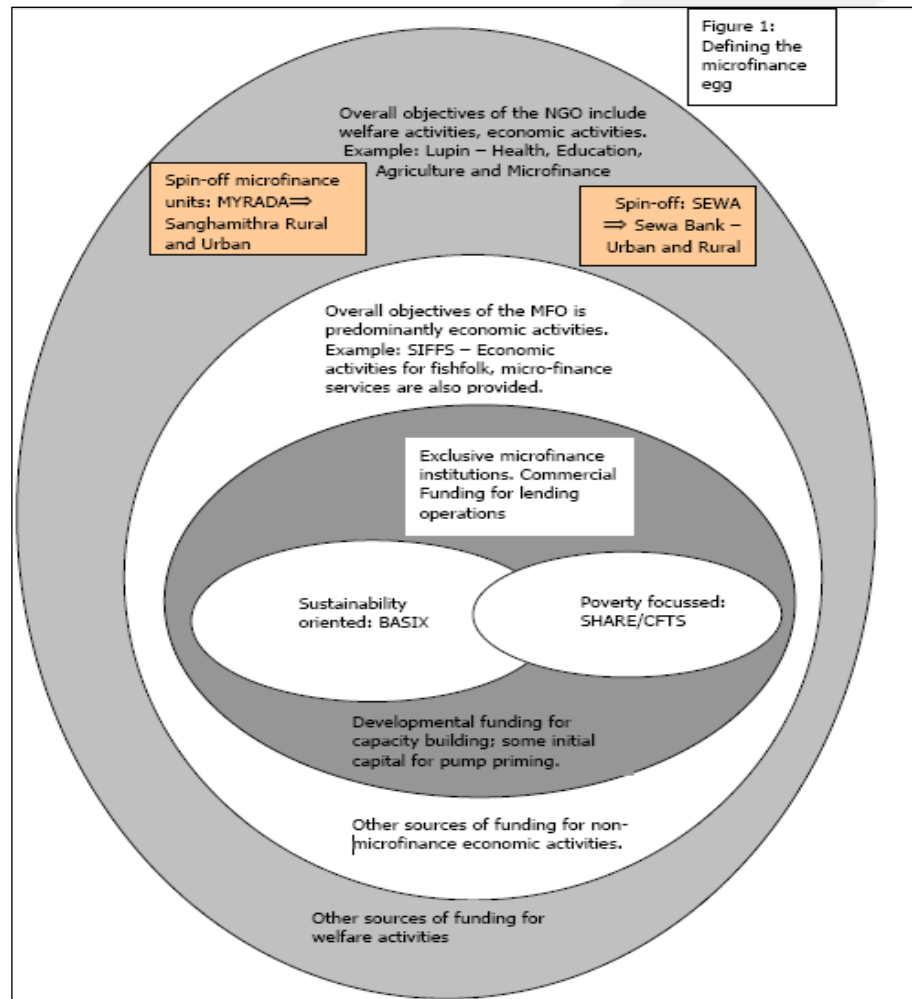 Figure 1:
Defining the
microfinance
egg
Overall objectives of the NGO include
welfare activities, economic activities.
Example: Lupin – Health, Education,
Agriculture and Microfinance
Spin-off microfinance
units: MYRADA⇒
Sanghamithra Rural
and Urban
Spin-off: SEWA
⇒ Sewa Bank –
Urban and Rural
Overall objectives of the MFO is
predominantly economic activities.
Example: SIFFS – Economic
activities for fishfolk, micro-finance
services are also provided.
Exclusive microfinance
institutions. Commercial
Funding for lending
operations
Sustainability
oriented: BASIX
Poverty focussed:
SHARE/CFTS
Developmental funding for
capacity building; some initial
capital for pump priming.
Other sources of funding for non-
microfinance economic activities.
Other sources of funding for
welfare activities